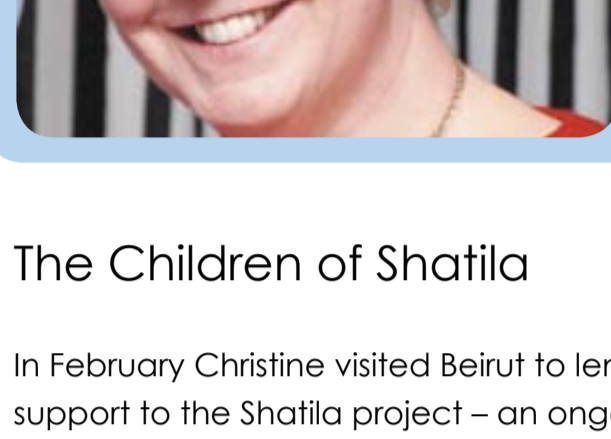 The Children of Shatila
In February Christine visited Beirut to
support to the Shatila project – an